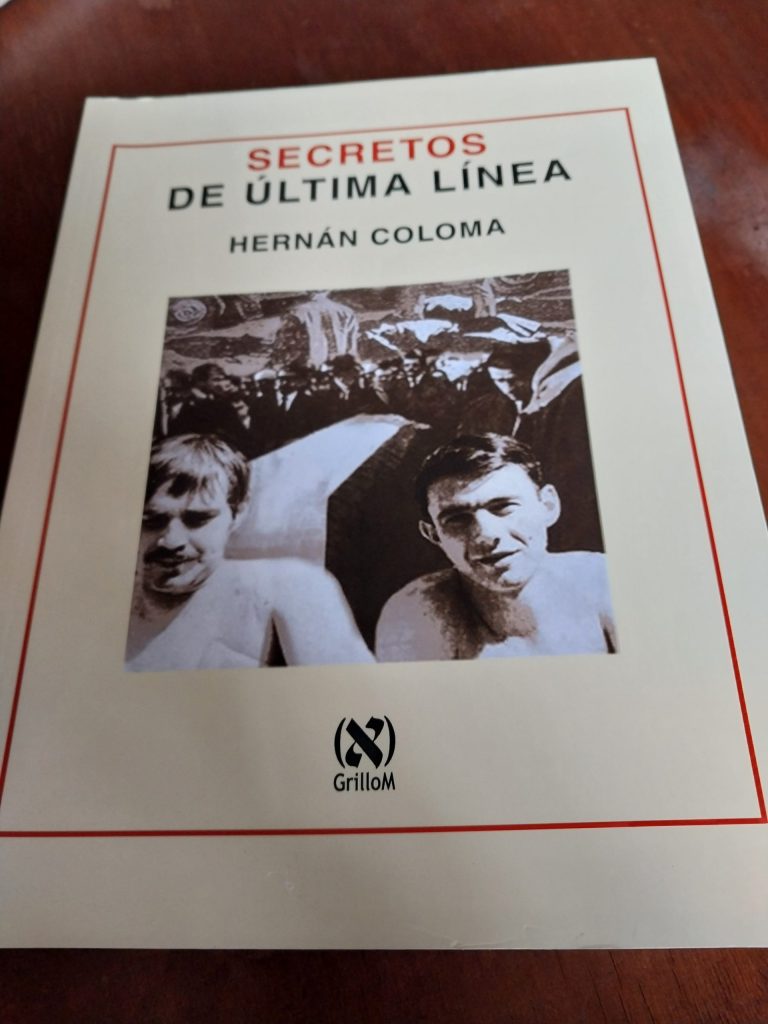 SECRETOS
DE ÚLTIMA LÍNEA
HERNÁN COLOMA
(א)
GrilloM